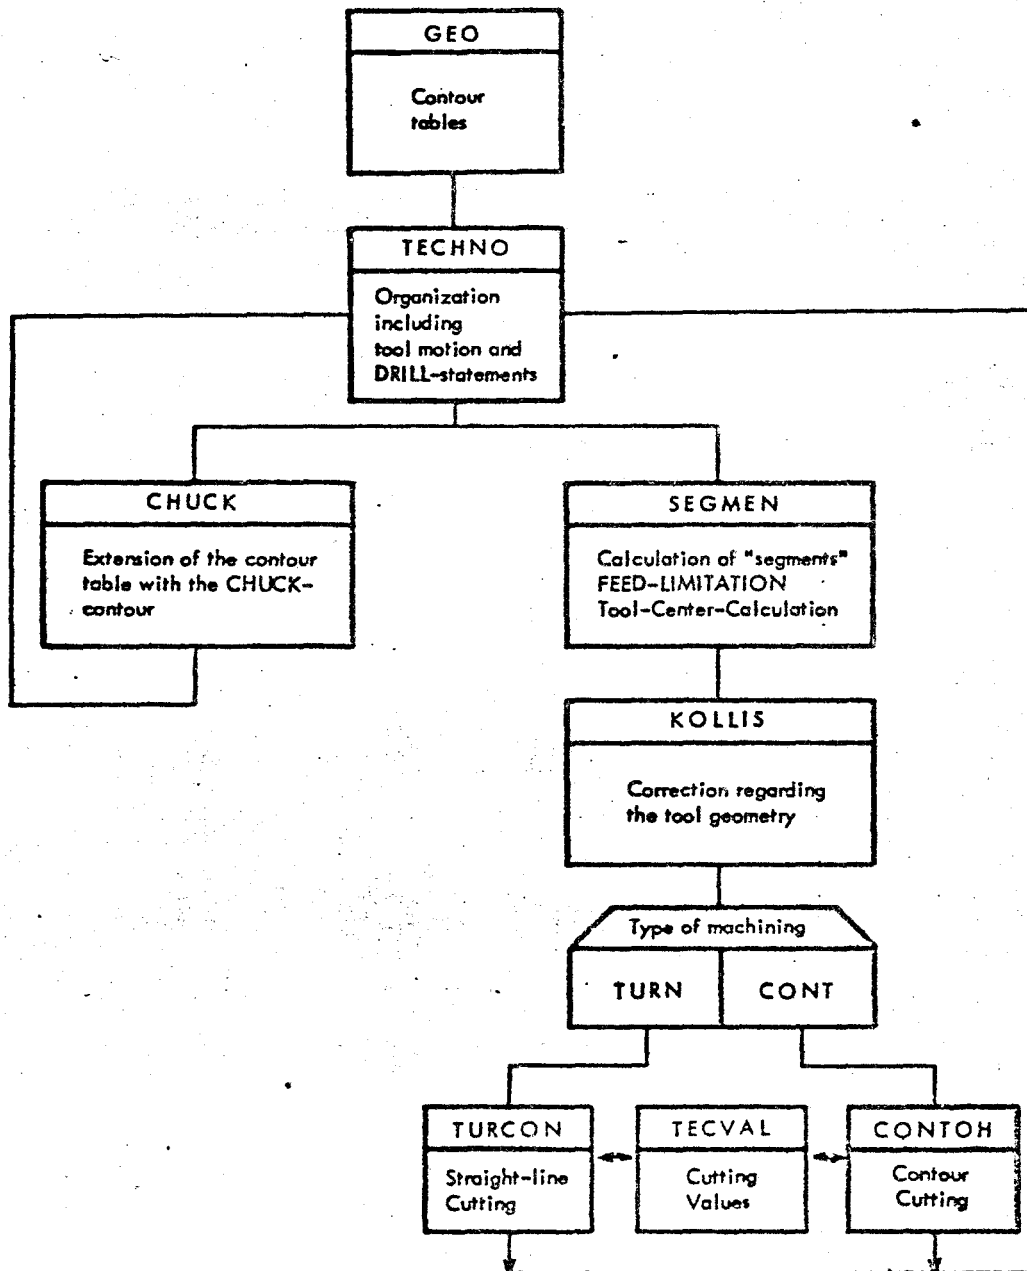 GEO
Contour
tables
TECHNO
Organization
including
tool motion and
DRILL-statements
CHUCK
Extension of the contour
table with the CHUCK-
contour
SEGMEN
Calculation of "segments"
FEED-LIMITATION
Tool-Center-Calculation
KOLLIS
Correction regarding
the tool geometry
Type of machining
TURN
CONT
TURCON
Straight-line
Cutting
TECVAL
Cutting
Values
CONTOH
Contour
Cutting